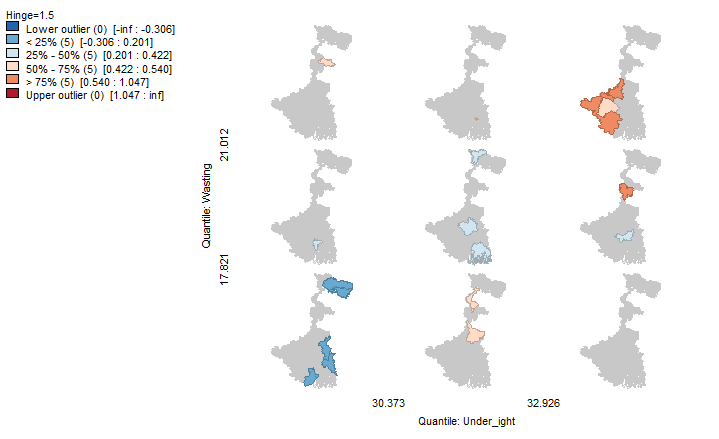 Hinge=1.5
Lower outlier (0)  [-inf : -0.306]
< 25% (5)  [-0.306 : 0.201]
25% - 50% (5)  [0.201 : 0.422]
50% - 75% (5)  [0.422 : 0.540]
> 75% (5)  [0.540 : 1.047]
Upper outlier (0)  [1.047 : inf]
21.012
Quantile: Wasting
17.821
30.373
32.926
Quantile: Under_ight